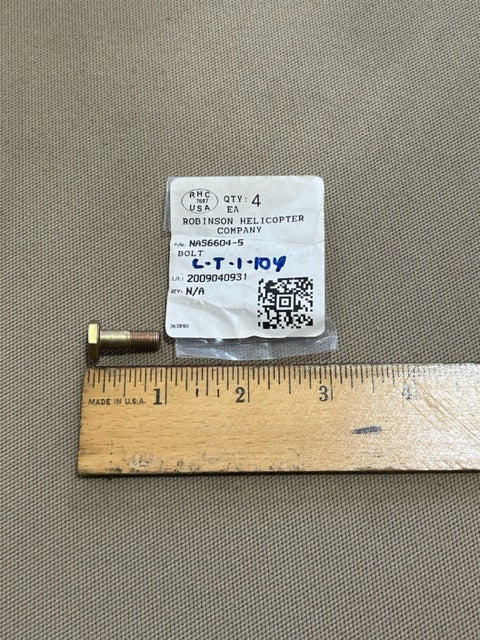 RHC
7687
USA
QTY: 4
EA
ROBINSON HELICOPTER
COMPANY
P/N: NAS6604-5
BOLT
L-T-1-104
L/C: 2009040931
REV: N/A
363890
MADE IN U.S.A.
1 2 3 4